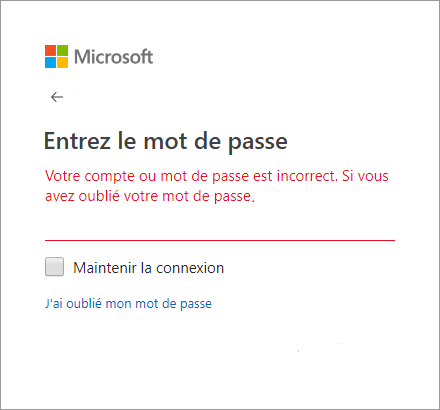 Microsoft
Entrez le mot de passe
Votre compte ou mot de passe est incorrect. Si vous
avez oublié votre mot de passe.
Maintenir la connexion
J'ai oublié mon mot de passe